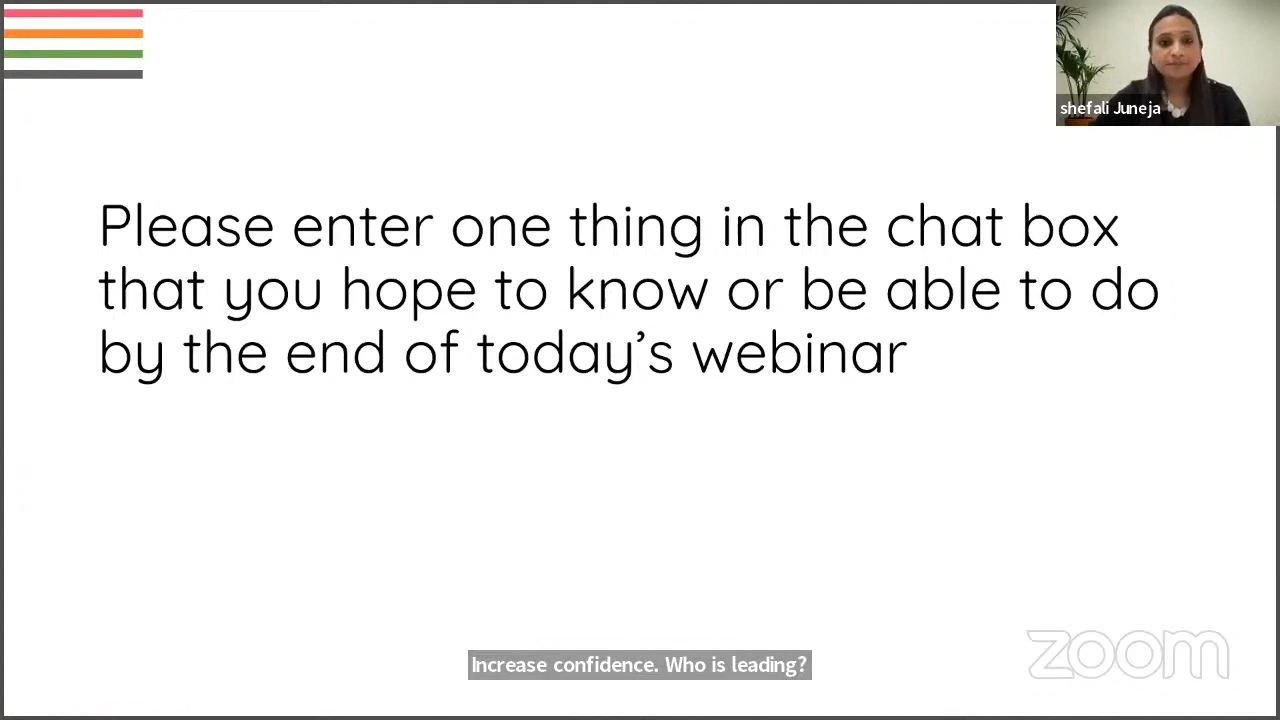 shefali Juneja
Please enter one thing in the chat box
that you hope to know or be able to do
by the end of today’s webinar
Increase confidence. Who is leading?
zoom